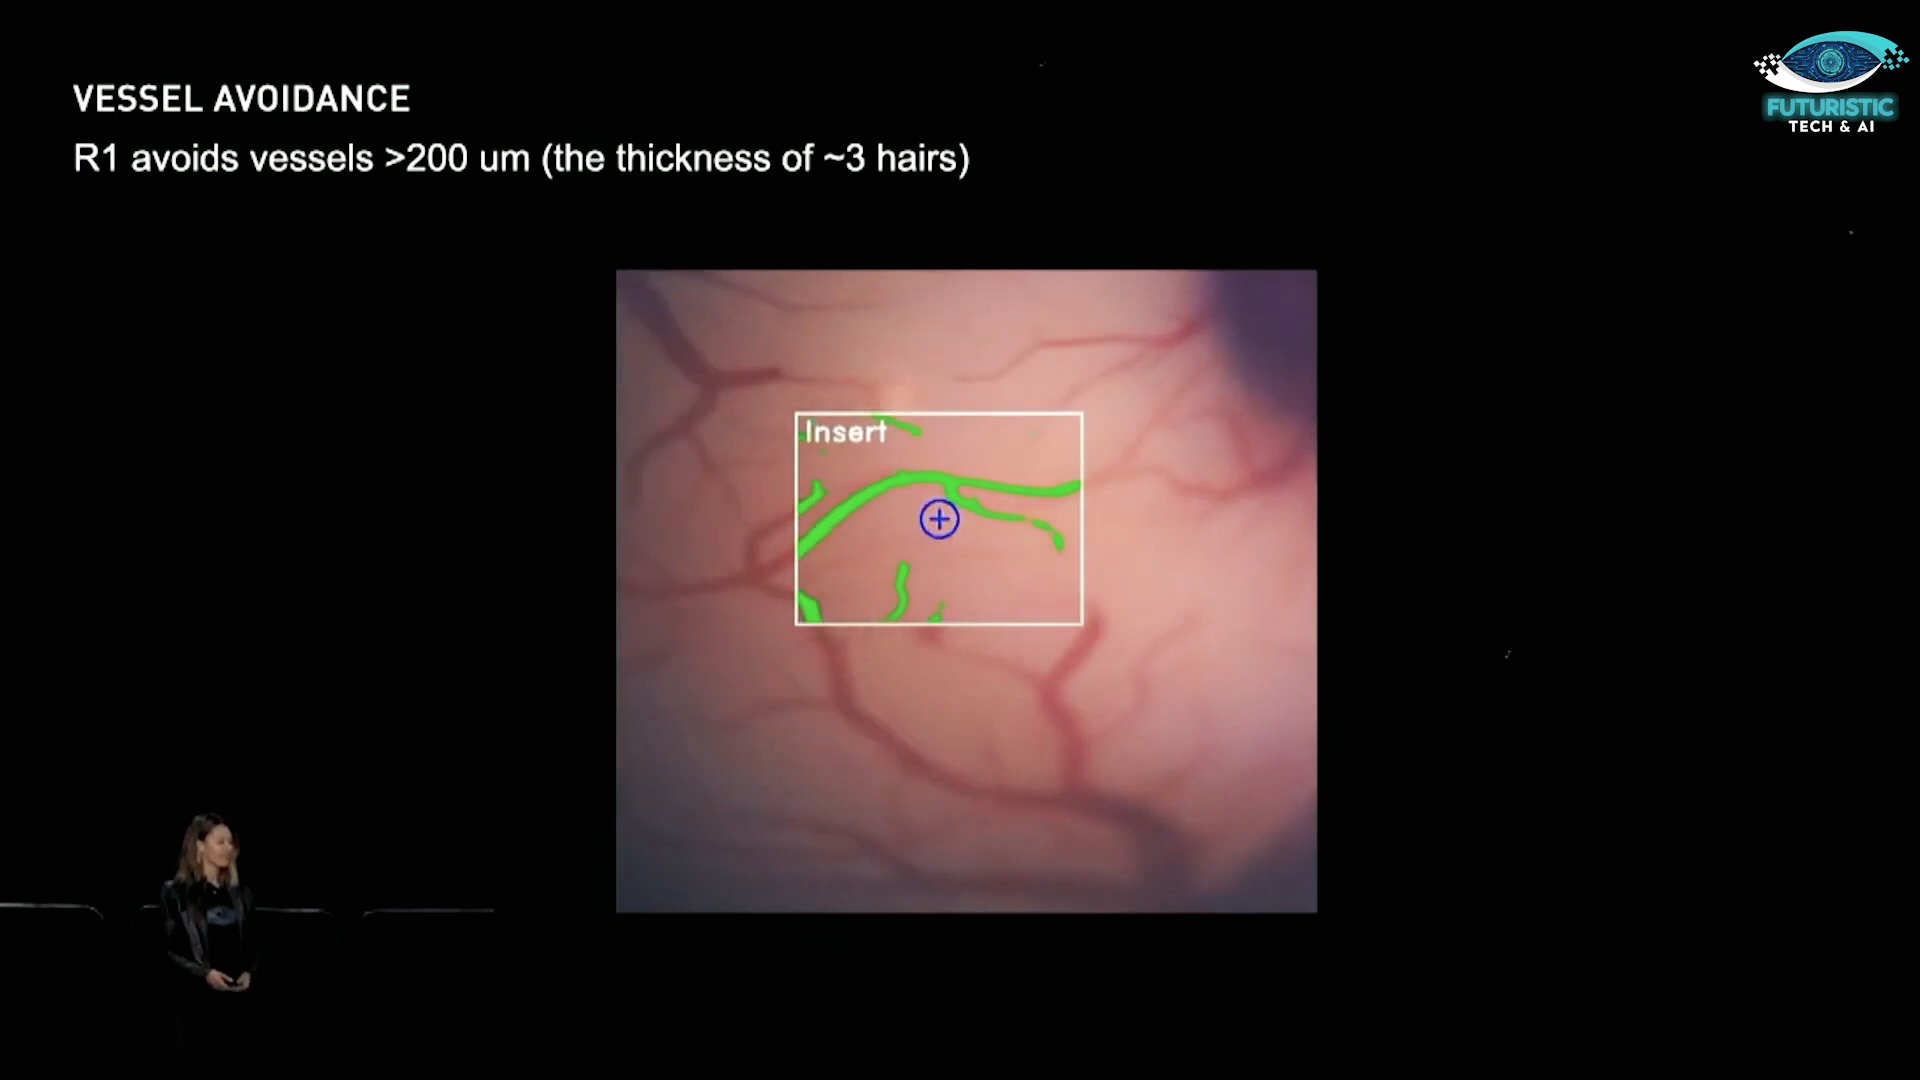 VESSEL AVOIDANCE
R1 avoids vessels >200 um (the thickness of ~3 hairs)
FUTURISTIC
TECH & AI
Insert